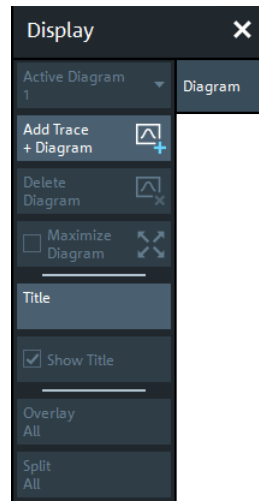 Display
Active Diagram
1
Diagram
Add Trace
+ Diagram
Delete
Diagram
Maximize
Diagram
Title
Show Title
Overlay
All
Split
All